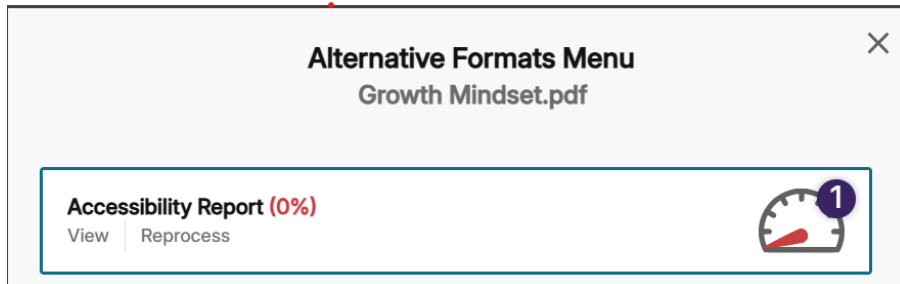 Alternative Formats Menu
Growth Mindset.pdf
Accessibility Report (0%)
View Reprocess
1